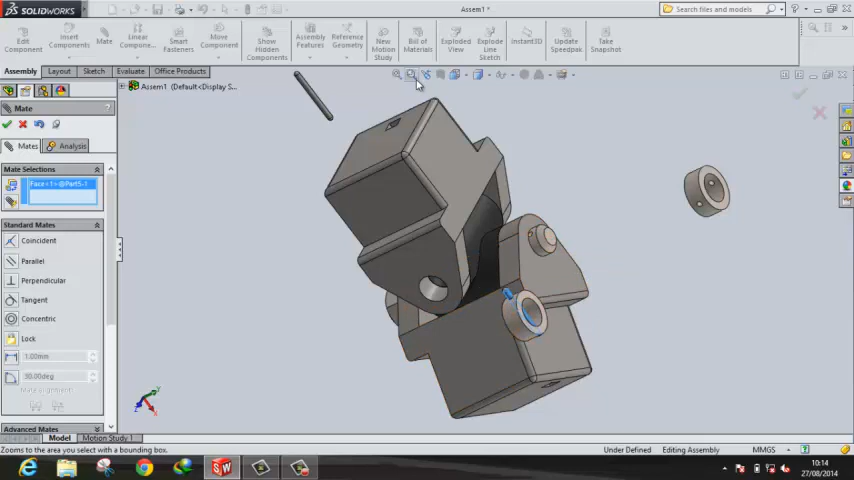 SOLIDWORKS
Assem1 *
Search files and models
Edit Component
Insert Components
Mate
Linear Compone...
Smart Fasteners
Move Component
Show Hidden Components
Assembly Features
Reference Geometry
New Motion Study
Bill of Materials
Exploded View
Explode Line Sketch
Instant3D
Update Speedpak
Take Snapshot
Assembly
Layout
Sketch
Evaluate
Office Products
Assem1 (Default<Display S...
Mate
Mates
Analysis
Mate Selections
Face<1>@Part5-1
Standard Mates
Coincident
Parallel
Perpendicular
Tangent
Concentric
Lock
1.00mm
30.00deg
Mate alignment:
Advanced Mates
Model
Motion Study 1
Zooms to the area you select with a bounding box.
Under Defined
Editing Assembly
MMGS
10:14
27/08/2014